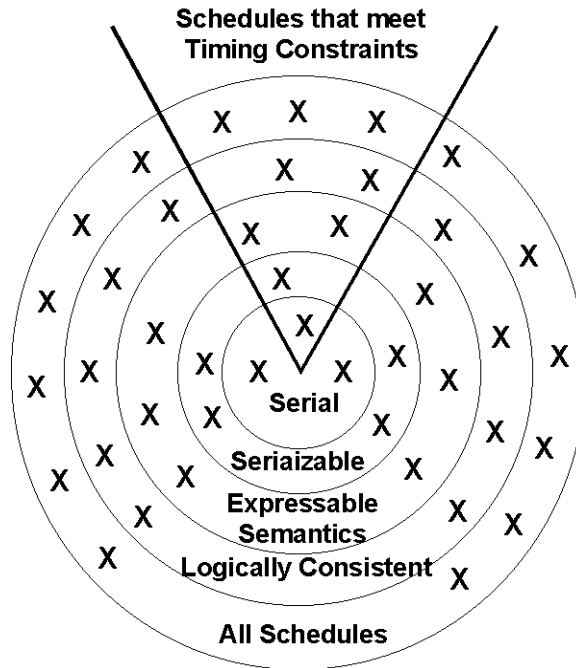 Schedules that meet
Timing Constraints
Serial
Seriaizable
Expressable
Semantics
Logically Consistent
All Schedules